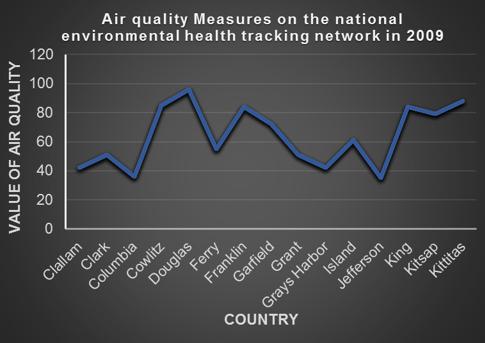 Air quality Measures on the national
environmental health tracking network in 2009
VALUE OF AIR QUALITY
120
100
80
60
40
20
0
Clallam
Clark
Columbia
Cowlitz
Douglas
Ferry
Franklin
Garfield
Grant
Grays Harbor
Island
Jefferson
King
Kitsap
Kittitas
COUNTRY